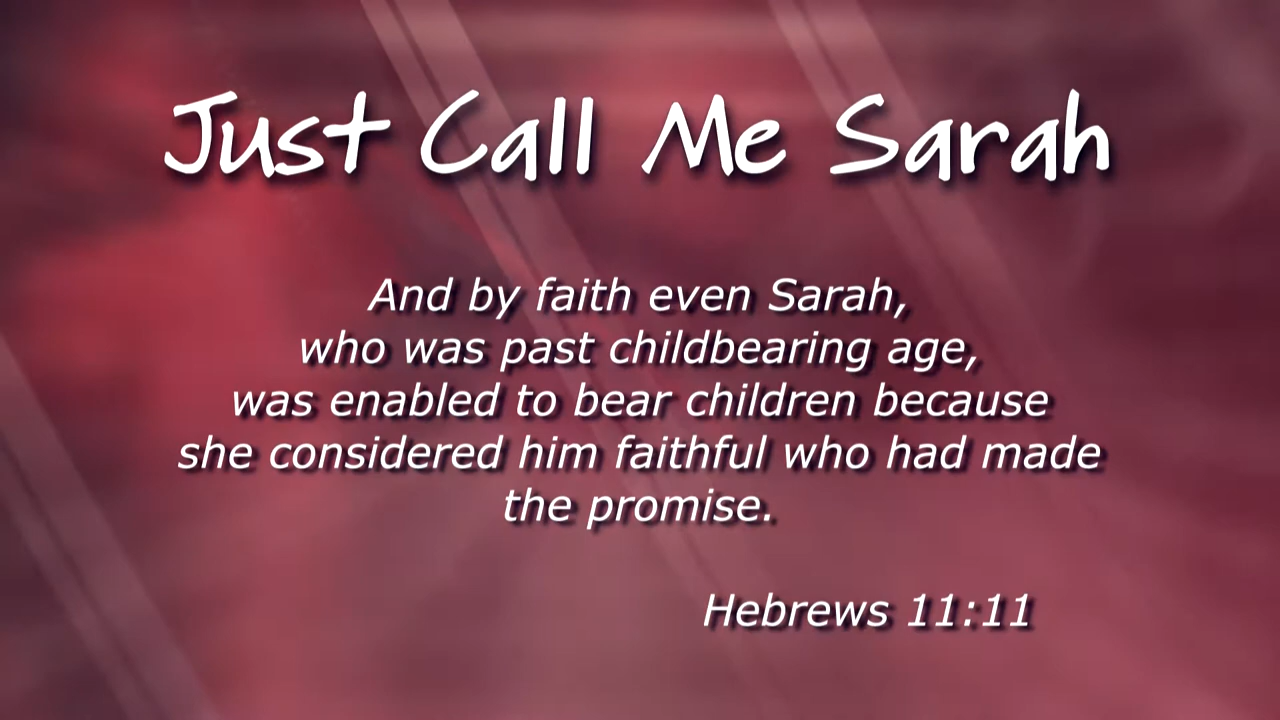 Just Call Me Sarah
And by faith even Sarah,
who was past childbearing age,
was enabled to bear children because
she considered him faithful who had made
the promise.
Hebrews 11:11